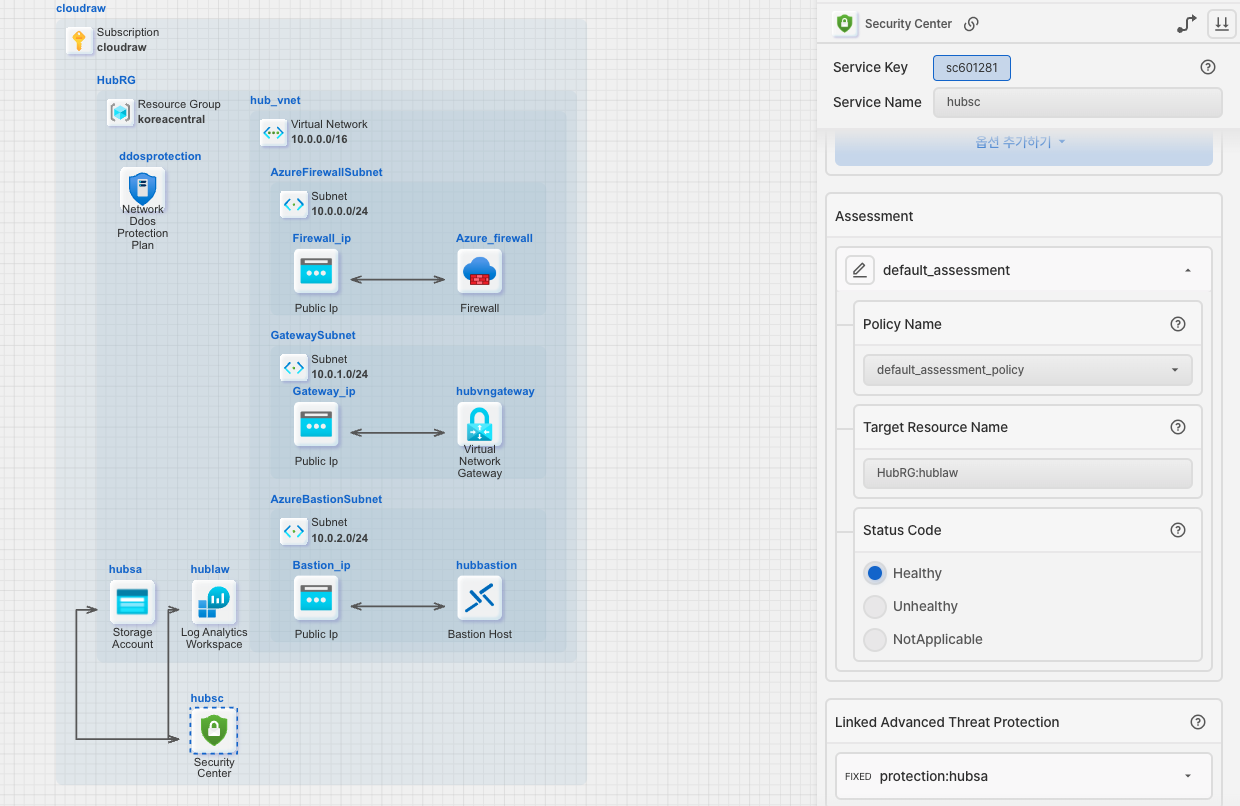 cloudraw
Subscription
cloudraw
HubRG
Resource Group
koreacentral
hub_vnet
Virtual Network
10.0.0.0/16
ddosprotection
Network
Ddos
Protection
Plan
AzureFirewallSubnet
Subnet
10.0.0.0/24
Firewall_ip
Public Ip
Azure_firewall
Firewall
GatewaySubnet
Subnet
10.0.1.0/24
Gateway_ip
Public Ip
hubvngateway
Virtual
Network
Gateway
AzureBastionSubnet
Subnet
10.0.2.0/24
Bastion_ip
Public Ip
hubbastion
Bastion Host
hubsa
Storage
Account
hublaw
Log Analytics
Workspace
hubsc
Security
Center
Security Center
Service Key
sc601281
Service Name
hubsc
옵션 추가하기
Assessment
default_assessment
Policy Name
default_assessment_policy
Target Resource Name
HubRG:hublaw
Status Code
Healthy
Unhealthy
NotApplicable
Linked Advanced Threat Protection
FIXED protection:hubsa